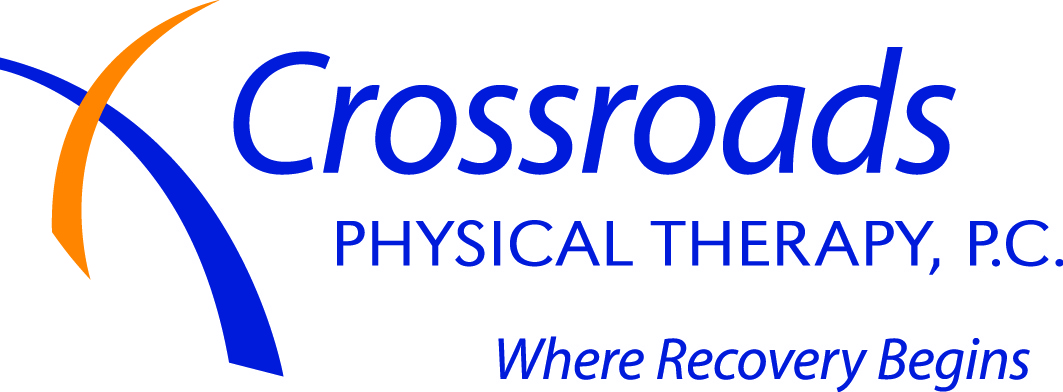 Crossroads
PHYSICAL THERAPY, P.C.
Where Recovery Begins